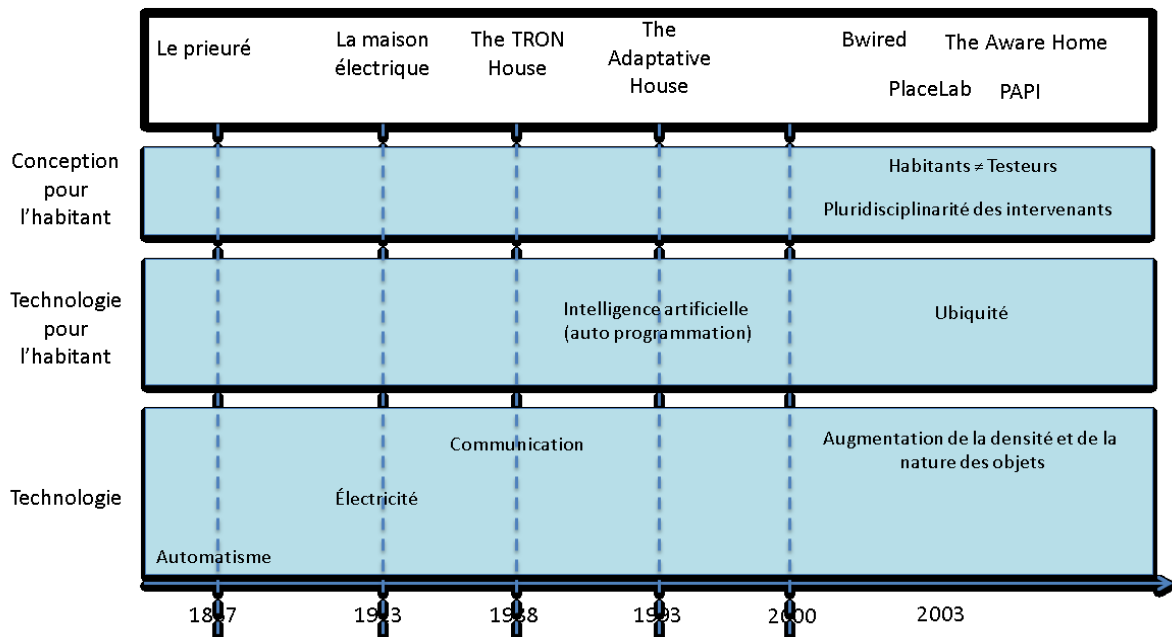 Le prieuré
La maison
électrique
The TRON
House
The
Adaptative
House
Bwired
The Aware Home
PlaceLab
PAPI
Conception
pour
l'habitant
Habitants ≠ Testeurs
Pluridisciplinarité des intervenants
Technologie
pour
l'habitant
Intelligence artificielle
(auto programmation)
Ubiquité
Technologie
Communication
Augmentation de la densité et de la
nature des objets
Électricité
Automatisme
1993
2000
2003